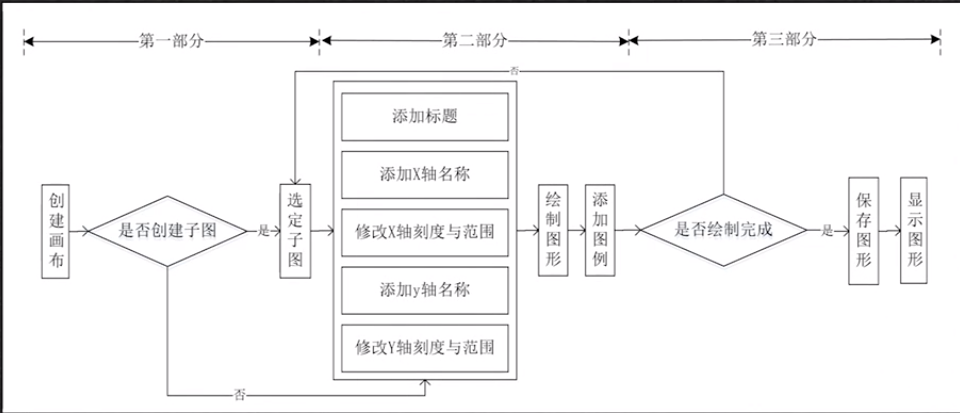 第一部分
第二部分
第三部分
否
创建画布
是否创建子图
是
选定子图
添加标题
添加X轴名称
修改X轴刻度与范围
添加y轴名称
修改Y轴刻度与范围
绘制图形
添加图例
是否绘制完成
是
保存图形
显示图形
否